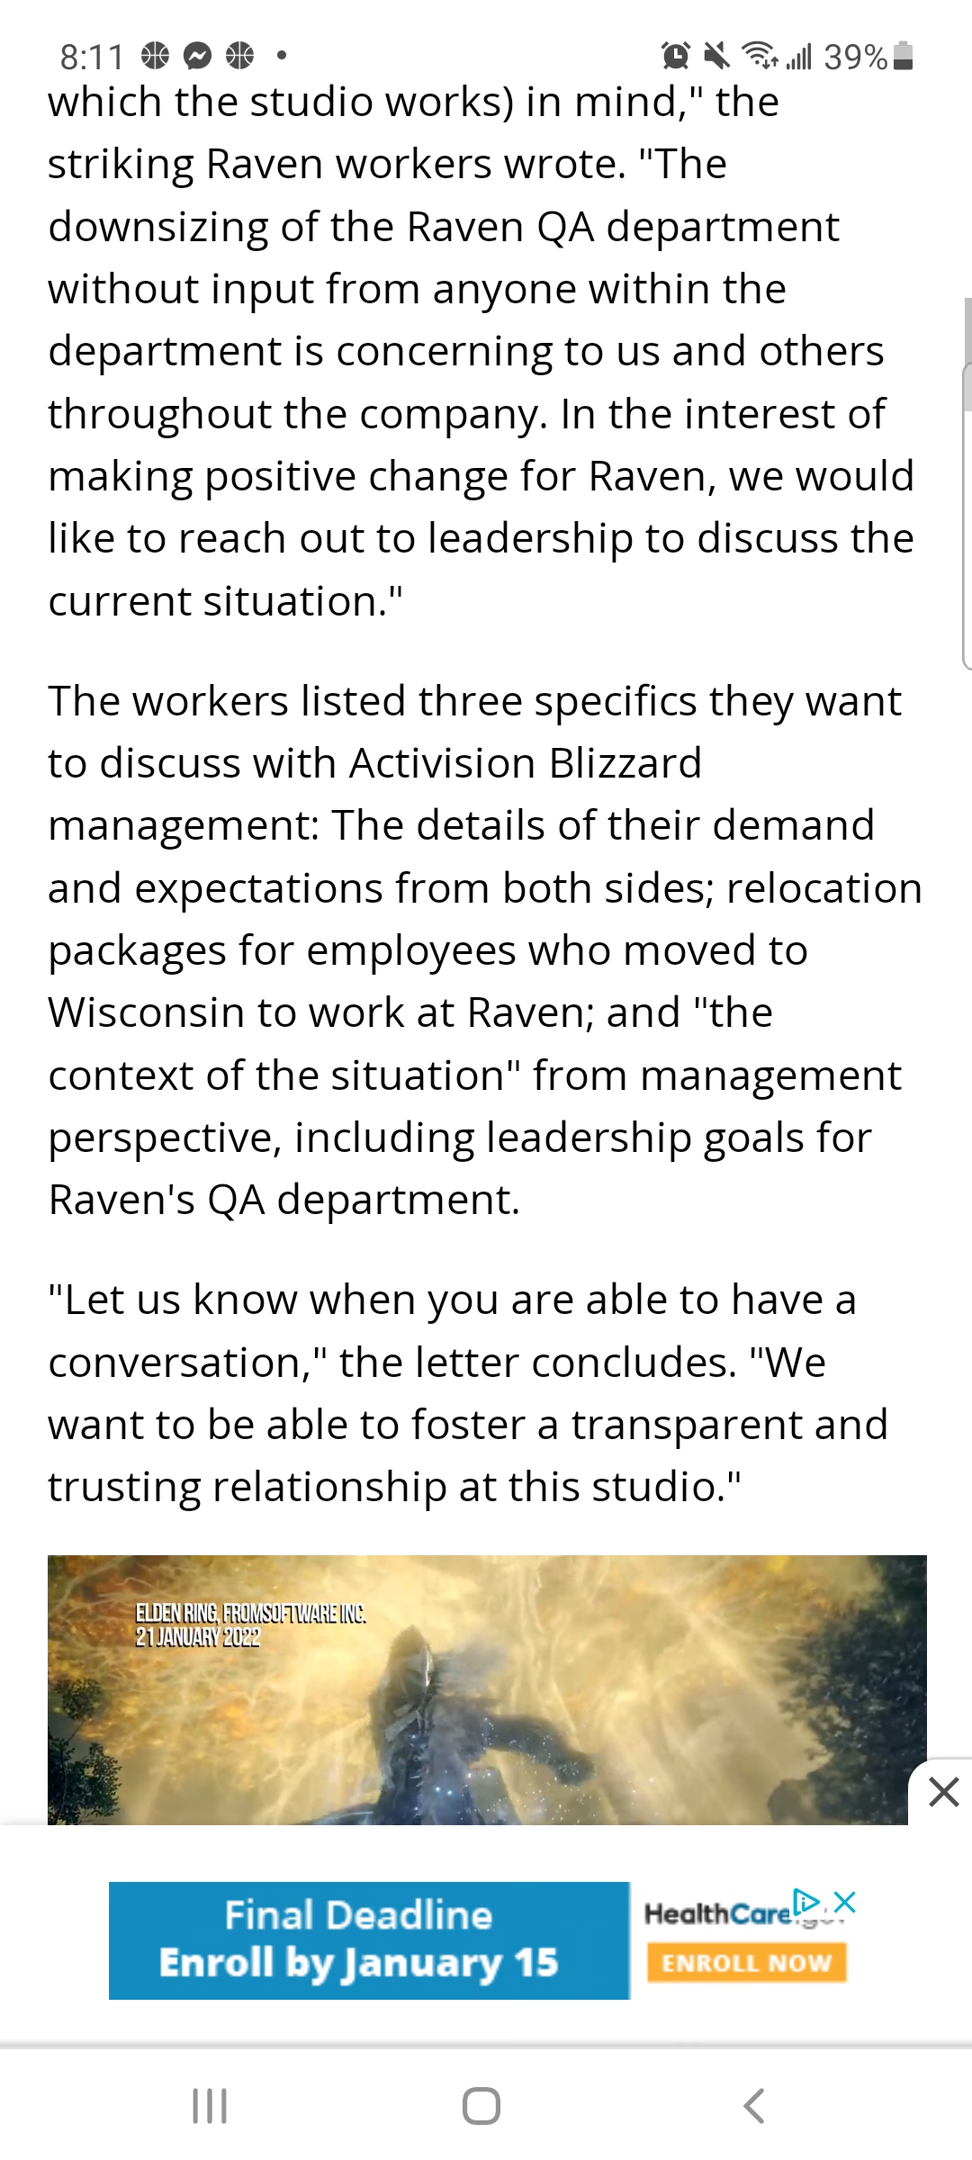 8:11 39%
which the studio works) in mind," the
striking Raven workers wrote. "The
downsizing of the Raven QA department
without input from anyone within the
department is concerning to us and others
throughout the company. In the interest of
making positive change for Raven, we would
like to reach out to leadership to discuss the
current situation."
The workers listed three specifics they want
to discuss with Activision Blizzard
management: The details of their demand
and expectations from both sides; relocation
packages for employees who moved to
Wisconsin to work at Raven; and "the
context of the situation" from management
perspective, including leadership goals for
Raven's QA department.
"Let us know when you are able to have a
conversation," the letter concludes. "We
want to be able to foster a transparent and
trusting relationship at this studio."
ELDEN RING, FROMSOFTWARE INC.
21 JANUARY 2022
Final Deadline
Enroll by January 15
HealthCare
ENROLL NOW